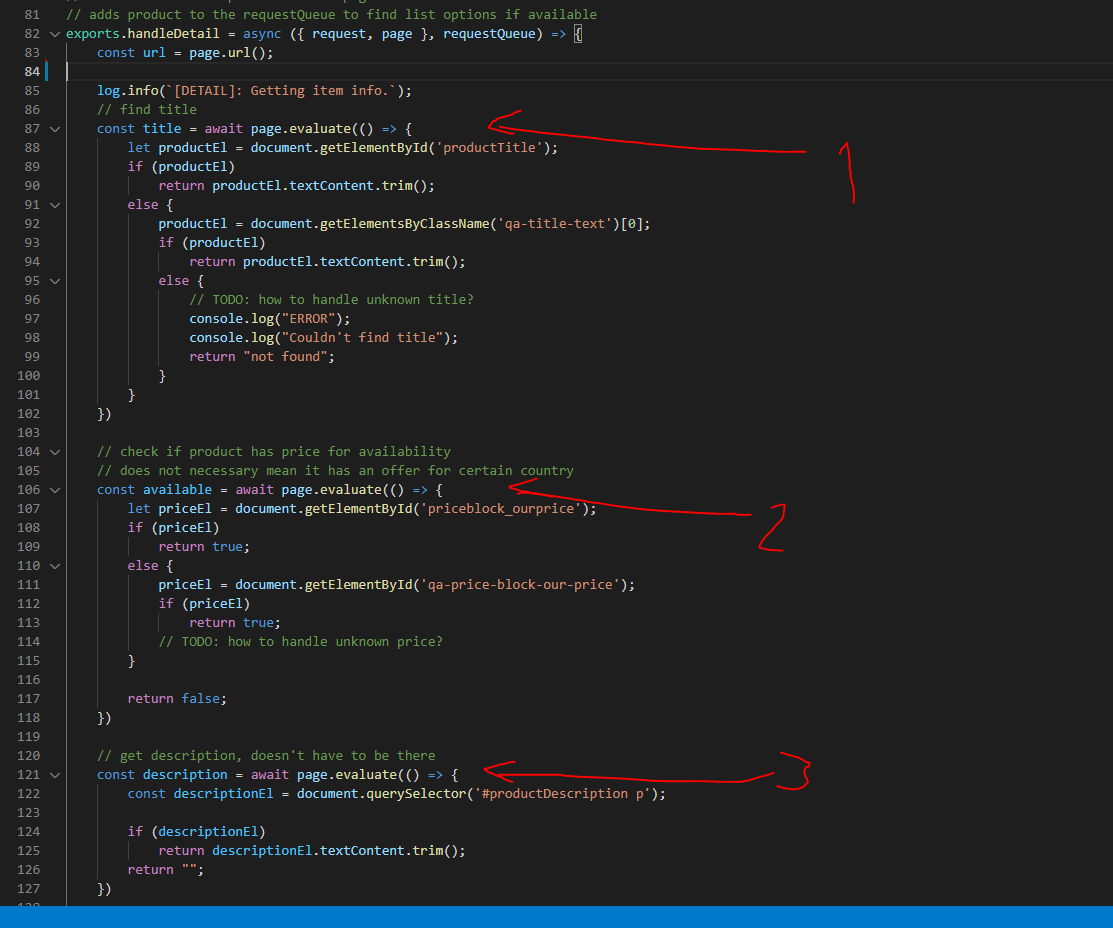 81 // adds product to the requestQueue to find list options if available
82 exports.handleDetail = async ({ request, page }, requestQueue) => {
83 const url = page.url();
84
85 log.info(`[DETAIL]: Getting item info.`);
86 // find title
87 const title = await page.evaluate(() => {
88 let productEl = document.getElementById('productTitle');
1
89 if (productEl)
90 return productEl.textContent.trim();
91 else {
92 productEl = document.getElementsByClassName('qa-title-text')[0];
93 if (productEl)
94 return productEl.textContent.trim();
95 else {
96 // TODO: how to handle unknown title?
97 console.log("ERROR");
98 console.log("Couldn't find title");
99 return "not found";
100 }
101 }
102 })
103
104 // check if product has price for availability
105 // does not necessary mean it has an offer for certain country
106 const available = await page.evaluate(() => {
107 let priceEl = document.getElementById('priceblock_ourprice');
2
108 if (priceEl)
109 return true;
110 else {
111 priceEl = document.getElementById('qa-price-block-our-price');
112 if (priceEl)
113 return true;
114 // TODO: how to handle unknown price?
115 }
116
117 return false;
118 })
119
120 // get description, doesn't have to be there
121 const description = await page.evaluate(() => {
3
122 const descriptionEl = document.querySelector('#productDescription p');
123
124 if (descriptionEl)
125 return descriptionEl.textContent.trim();
126 return "";
127 })